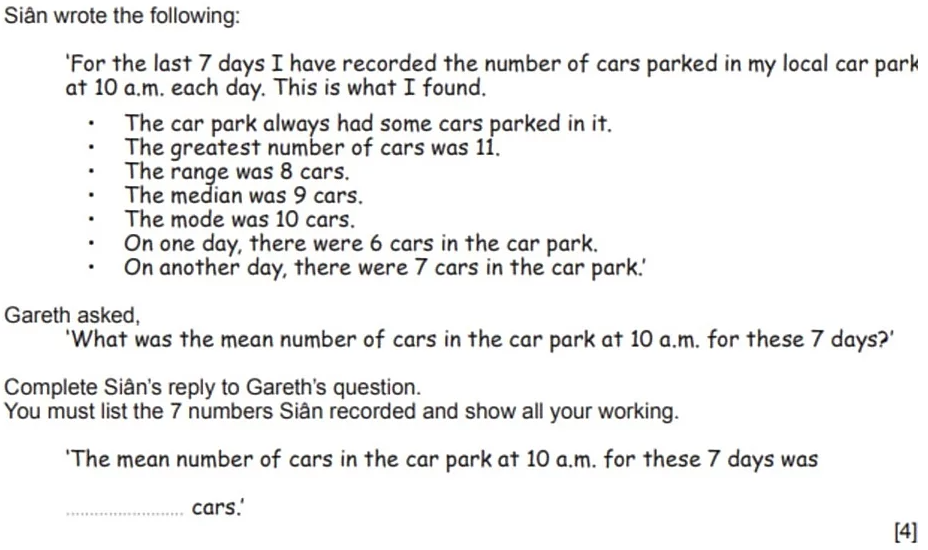 Siân wrote the following:
'For the last 7 days I have recorded the number of cars parked in my local car park
at 10 a.m. each day. This is what I found.
• The car park always had some cars parked in it.
• The greatest number of cars was 11.
• The range was 8 cars.
• The median was 9 cars.
• The mode was 10 cars.
• On one day, there were 6 cars in the car park.
• On another day, there were 7 cars in the car park.'
Gareth asked,
'What was the mean number of cars in the car park at 10 a.m. for these 7 days?'
Complete Siân's reply to Gareth's question.
You must list the 7 numbers Siân recorded and show all your working.
'The mean number of cars in the car park at 10 a.m. for these 7 days was
........................ cars.'
[4]